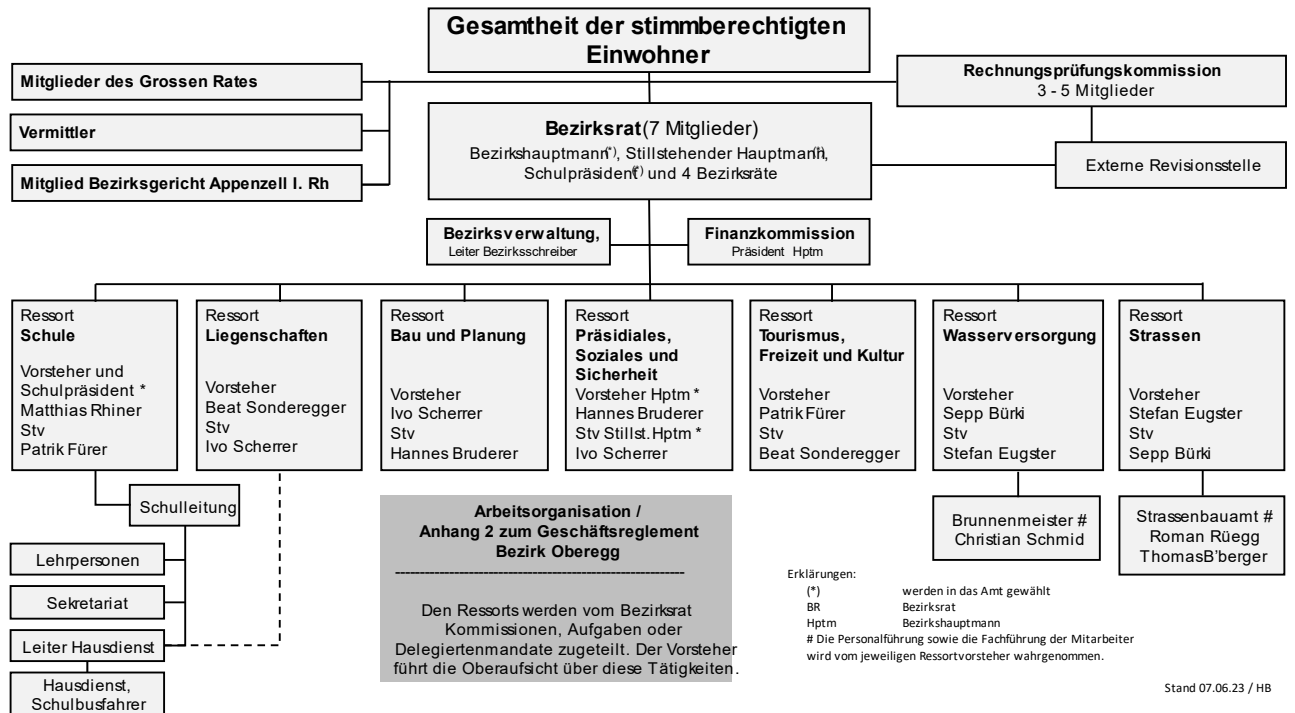 Gesamtheit der stimmberechtigten
Einwohner
Mitglieder des Grossen Rates
Vermittler
Mitglied Bezirksgericht Appenzell I. Rh
Rechnungsprüfungskommission
3 - 5 Mitglieder
Bezirksrat(7 Mitglieder)
Bezirkshauptmann(*), Stillstehender Hauptmann(*),
Schulpräsident(*) und 4 Bezirksräte
Externe Revisionsstelle
Bezirksverwaltung,
Leiter Bezirksschreiber
Finanzkommission
Präsident Hptm
Ressort
Schule
Vorsteher und
Schulpräsident *
Matthias Rhiner
Stv
Patrik Fürer
Ressort
Liegenschaften
Vorsteher
Beat Sonderegger
Stv
Ivo Scherrer
Ressort
Bau und Planung
Vorsteher
Ivo Scherrer
Stv
Hannes Bruderer
Ressort
Präsidiales,
Soziales und
Sicherheit
Vorsteher Hptm *
Hannes Bruderer
Stv Stillst. Hptm *
Ivo Scherrer
Ressort
Tourismus,
Freizeit und Kultur
Vorsteher
Patrik Fürer
Stv
Beat Sonderegger
Ressort
Wasserversorgung
Vorsteher
Sepp Bürki
Stv
Stefan Eugster
Ressort
Strassen
Vorsteher
Stefan Eugster
Stv
Sepp Bürki
Schulleitung
Lehrpersonen
Sekretariat
Leiter Hausdienst
Hausdienst,
Schulbusfahrer
Arbeitsorganisation /
Anhang 2 zum Geschäftsreglement
Bezirk Oberegg
------------------------------------------------------------
Den Ressorts werden vom Bezirksrat
Kommissionen, Aufgaben oder
Delegiertenmandate zugeteilt. Der Vorsteher
führt die Oberaufsicht über diese Tätigkeiten.
Brunnenmeister #
Christian Schmid
Strassenbauamt #
Roman Rüegg
ThomasB'berger
Erklärungen:
(*) werden in das Amt gewählt
BR Bezirksrat
Hptm Bezirkshauptmann
# Die Personalführung sowie die Fachführung der Mitarbeiter
wird vom jeweiligen Ressortvorsteher wahrgenommen.
Stand 07.06.23 / HB